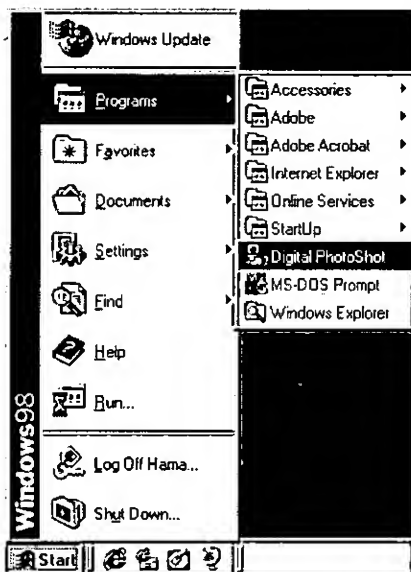 Windows Update
Programs
Favorites
Documents
Settings
Find
Help
Run...
Log Off Hama...
Shut Down...
Windows98
Start
Accessories
Adobe
Adobe Acrobat
Internet Explorer
Online Services
StartUp
Digital PhotoShot
MS-DOS Prompt
Windows Explorer